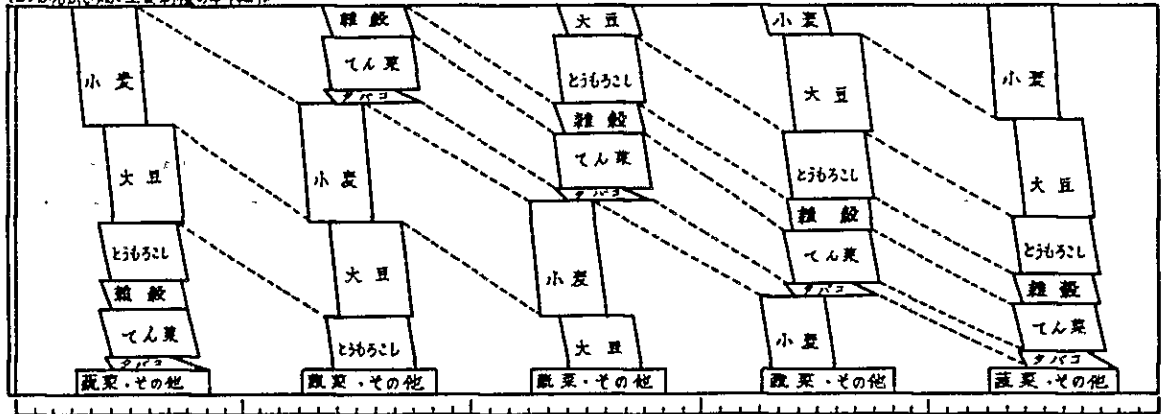 小麦
大豆
とうもろこし
雑穀
てん菜
タバコ
蔬菜・その他
雑穀
てん菜
タバコ
小麦
大豆
とうもろこし
蔬菜・その他
大豆
とうもろこし
雑穀
てん菜
タバコ
小麦
大豆
蔬菜・その他
小麦
大豆
とうもろこし
雑穀
てん菜
タバコ
小麦
蔬菜・その他
小麦
大豆
とうもろこし
雑穀
てん菜
タバコ
蔬菜・その他